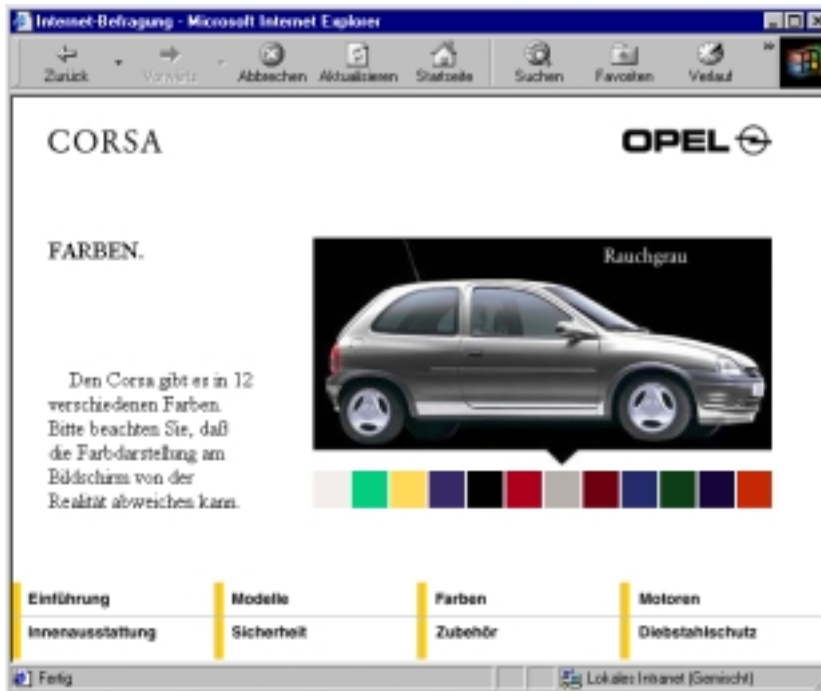 Internet-Befragung - Microsoft Internet Explorer
Zurück Vorwärts Abbrechen Aktualisieren Startseite Suchen Favoriten Verlauf »
CORSA
OPEL
FARBEN.
Rauchgrau
Den Corsa gibt es in 12
verschiedenen Farben.
Bitte beachten Sie, daß
die Farbdarstellung am
Bildschirm von der
Realität abweichen kann.
Einführung Modelle Farben Motoren
Innenausstattung Sicherheit Zubehör Diebstahlschutz
Fertig Lokales Intranet (Gemischt)